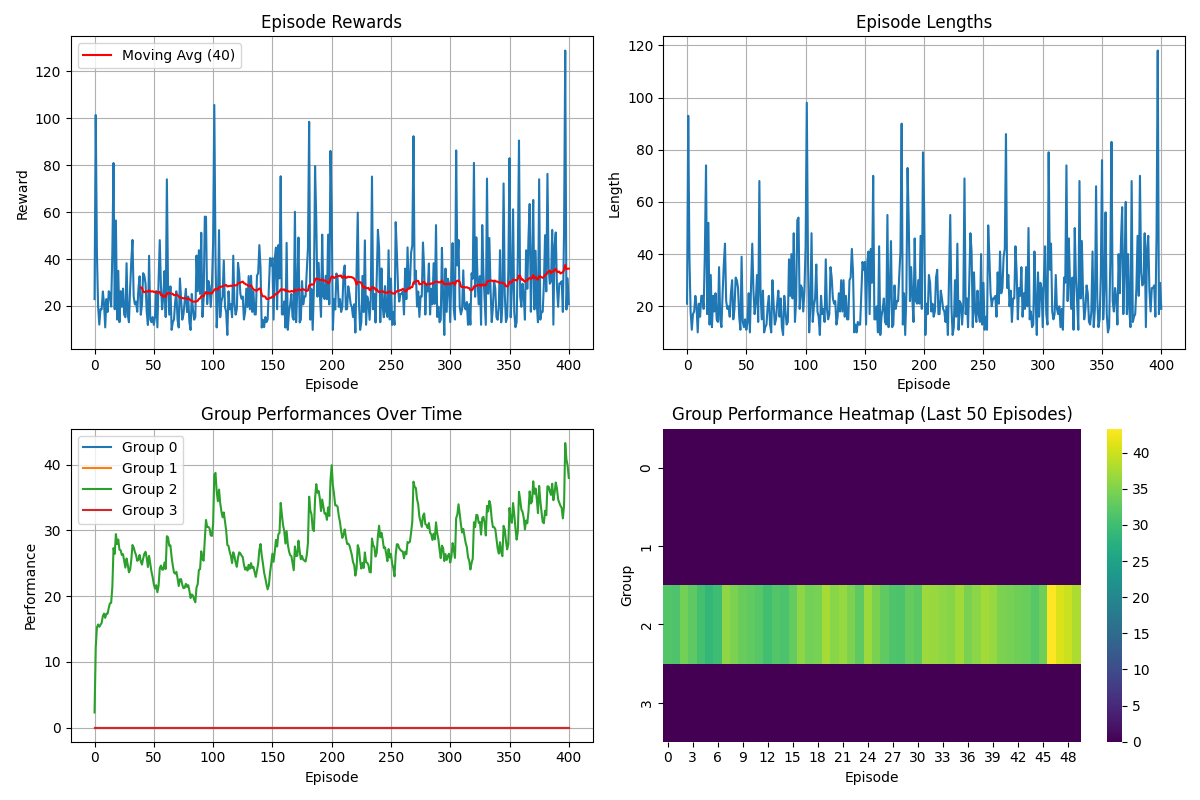 Episode Rewards
Moving Avg (40)
120
100
80
60
40
20
Reward
0 50 100 150 200 250 300 350 400
Episode
Episode Lengths
120
100
80
60
40
20
Length
0 50 100 150 200 250 300 350 400
Episode
Group Performances Over Time
Group 0
Group 1
Group 2
Group 3
40
30
20
10
0
Performance
0 50 100 150 200 250 300 350 400
Episode
Group Performance Heatmap (Last 50 Episodes)
0
1
2
3
Group
0 3 6 9 12 15 18 21 24 27 30 33 36 39 42 45 48
Episode
40
35
30
25
20
15
10
5
0